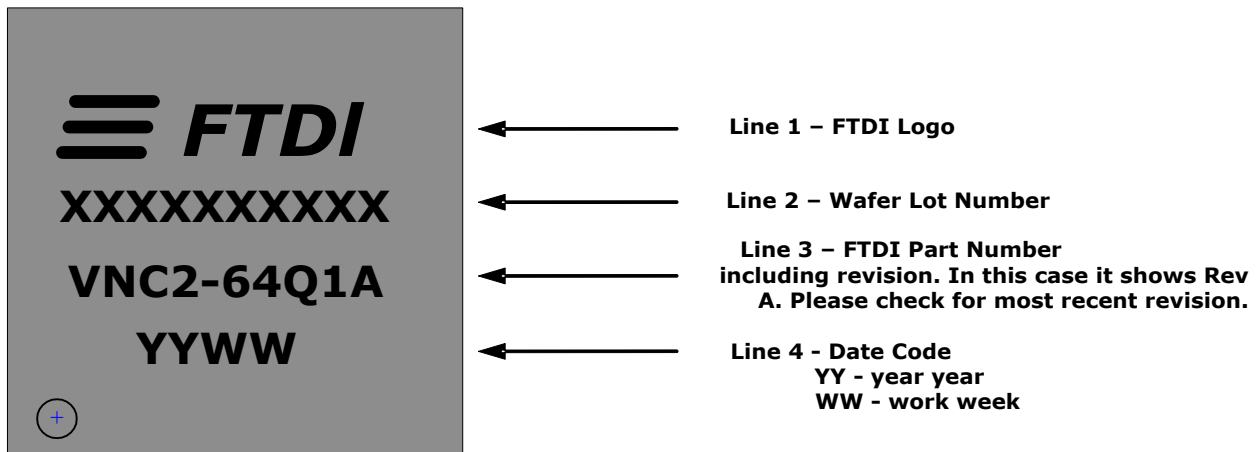 FTDI
XXXXXXXXXX
VNC2-64Q1A
YYWW
Line 1 – FTDI Logo
Line 2 – Wafer Lot Number
Line 3 – FTDI Part Number
including revision. In this case it shows Rev
A. Please check for most recent revision.
Line 4 - Date Code
YY - year year
WW - work week